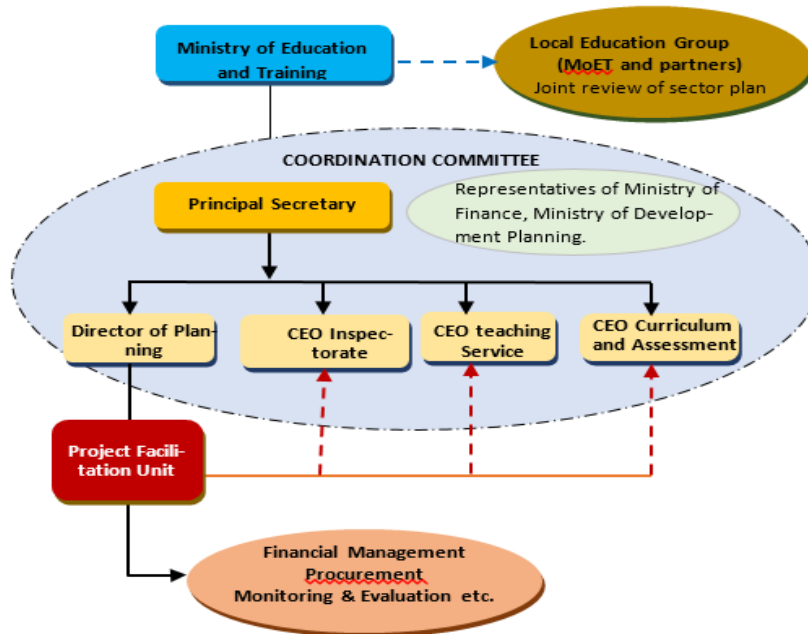 Ministry of Education
and Training
Local Education Group
(MoET and partners)
Joint review of sector plan
COORDINATION COMMITTEE
Principal Secretary
Representatives of Ministry of
Finance, Ministry of Develop-
ment Planning.
Director of Plan-
ning
CEO Inspec-
torate
CEO teaching
Service
CEO Curriculum
and Assessment
Project Facili-
tation Unit
Financial Management
Procurement
Monitoring & Evaluation etc.